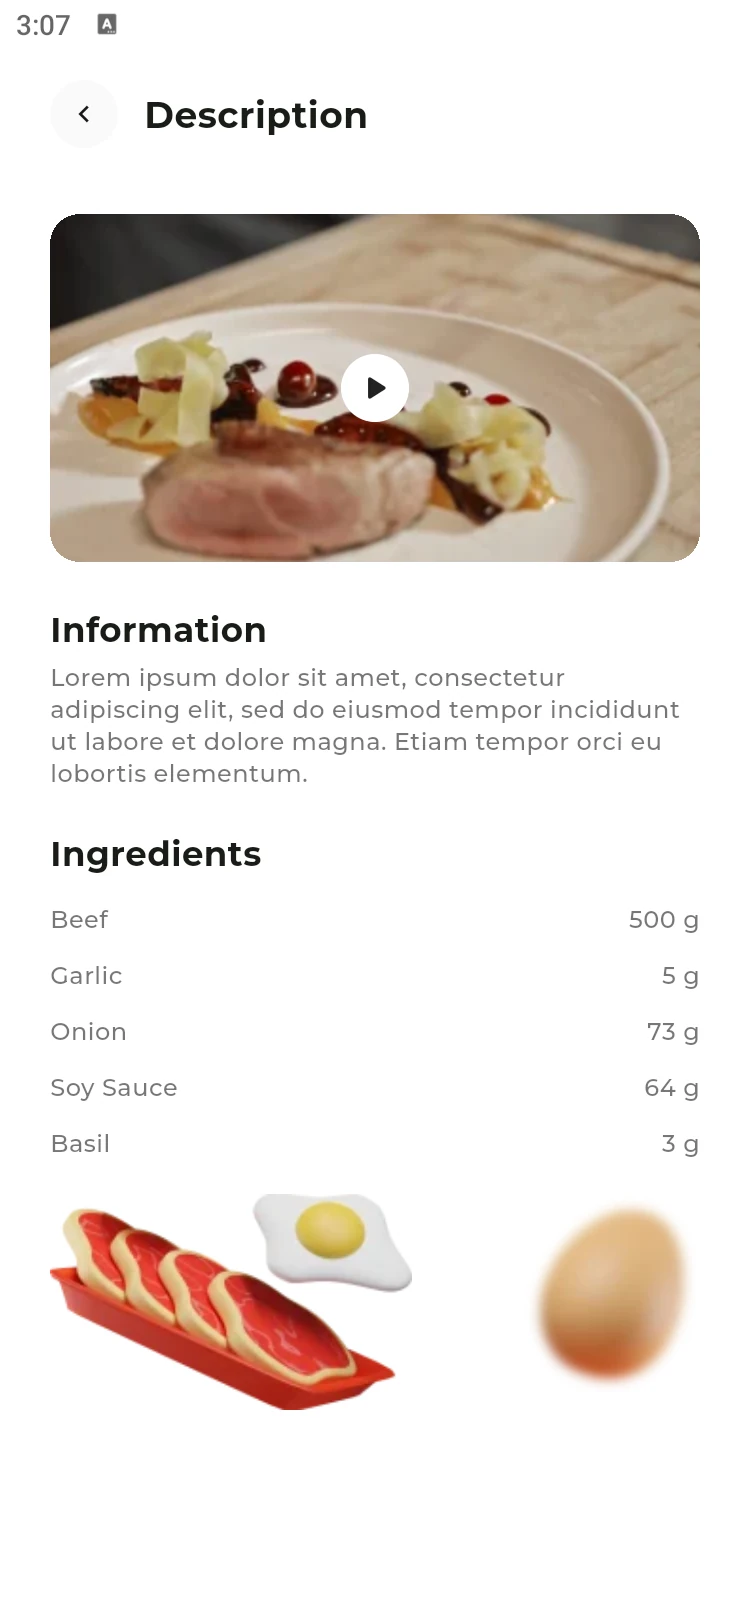 3:07
Description
Information
Lorem ipsum dolor sit amet, consectetur
adipiscing elit, sed do eiusmod tempor incididunt
ut labore et dolore magna. Etiam tempor orci eu
lobortis elementum.
Ingredients
Beef 500 g
Garlic 5 g
Onion 73 g
Soy Sauce 64 g
Basil 3 g